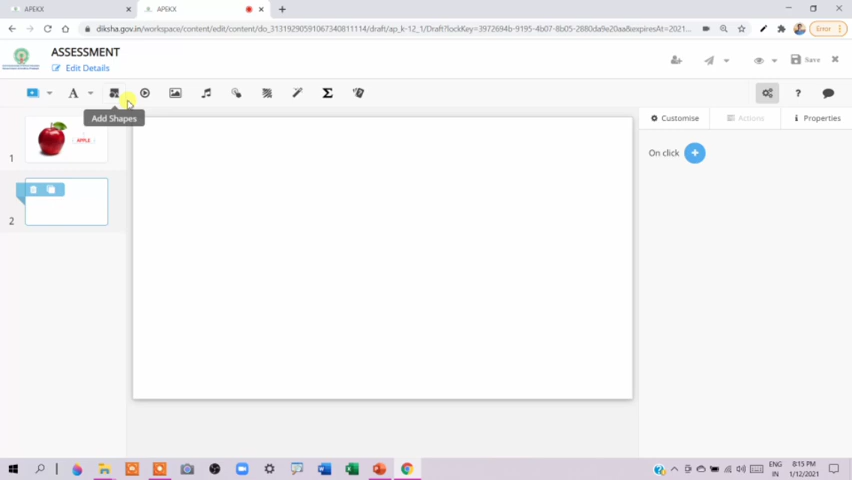 APEKX
APEKX
diksha.gov.in/workspace/content/edit/content/do_31319290591067340811114/draft/ap_k-12_1/Draft?lockKey=3972694b-9195-4b07-8b05-2880da9e20aa&expiresAt=2021...
Error
ASSESSMENT
Edit Details
Save
A
Σ
?
Add Shapes
Customise
Actions
Properties
APPLE
1
On click
2
ENG
IN
8:15 PM
1/12/2021